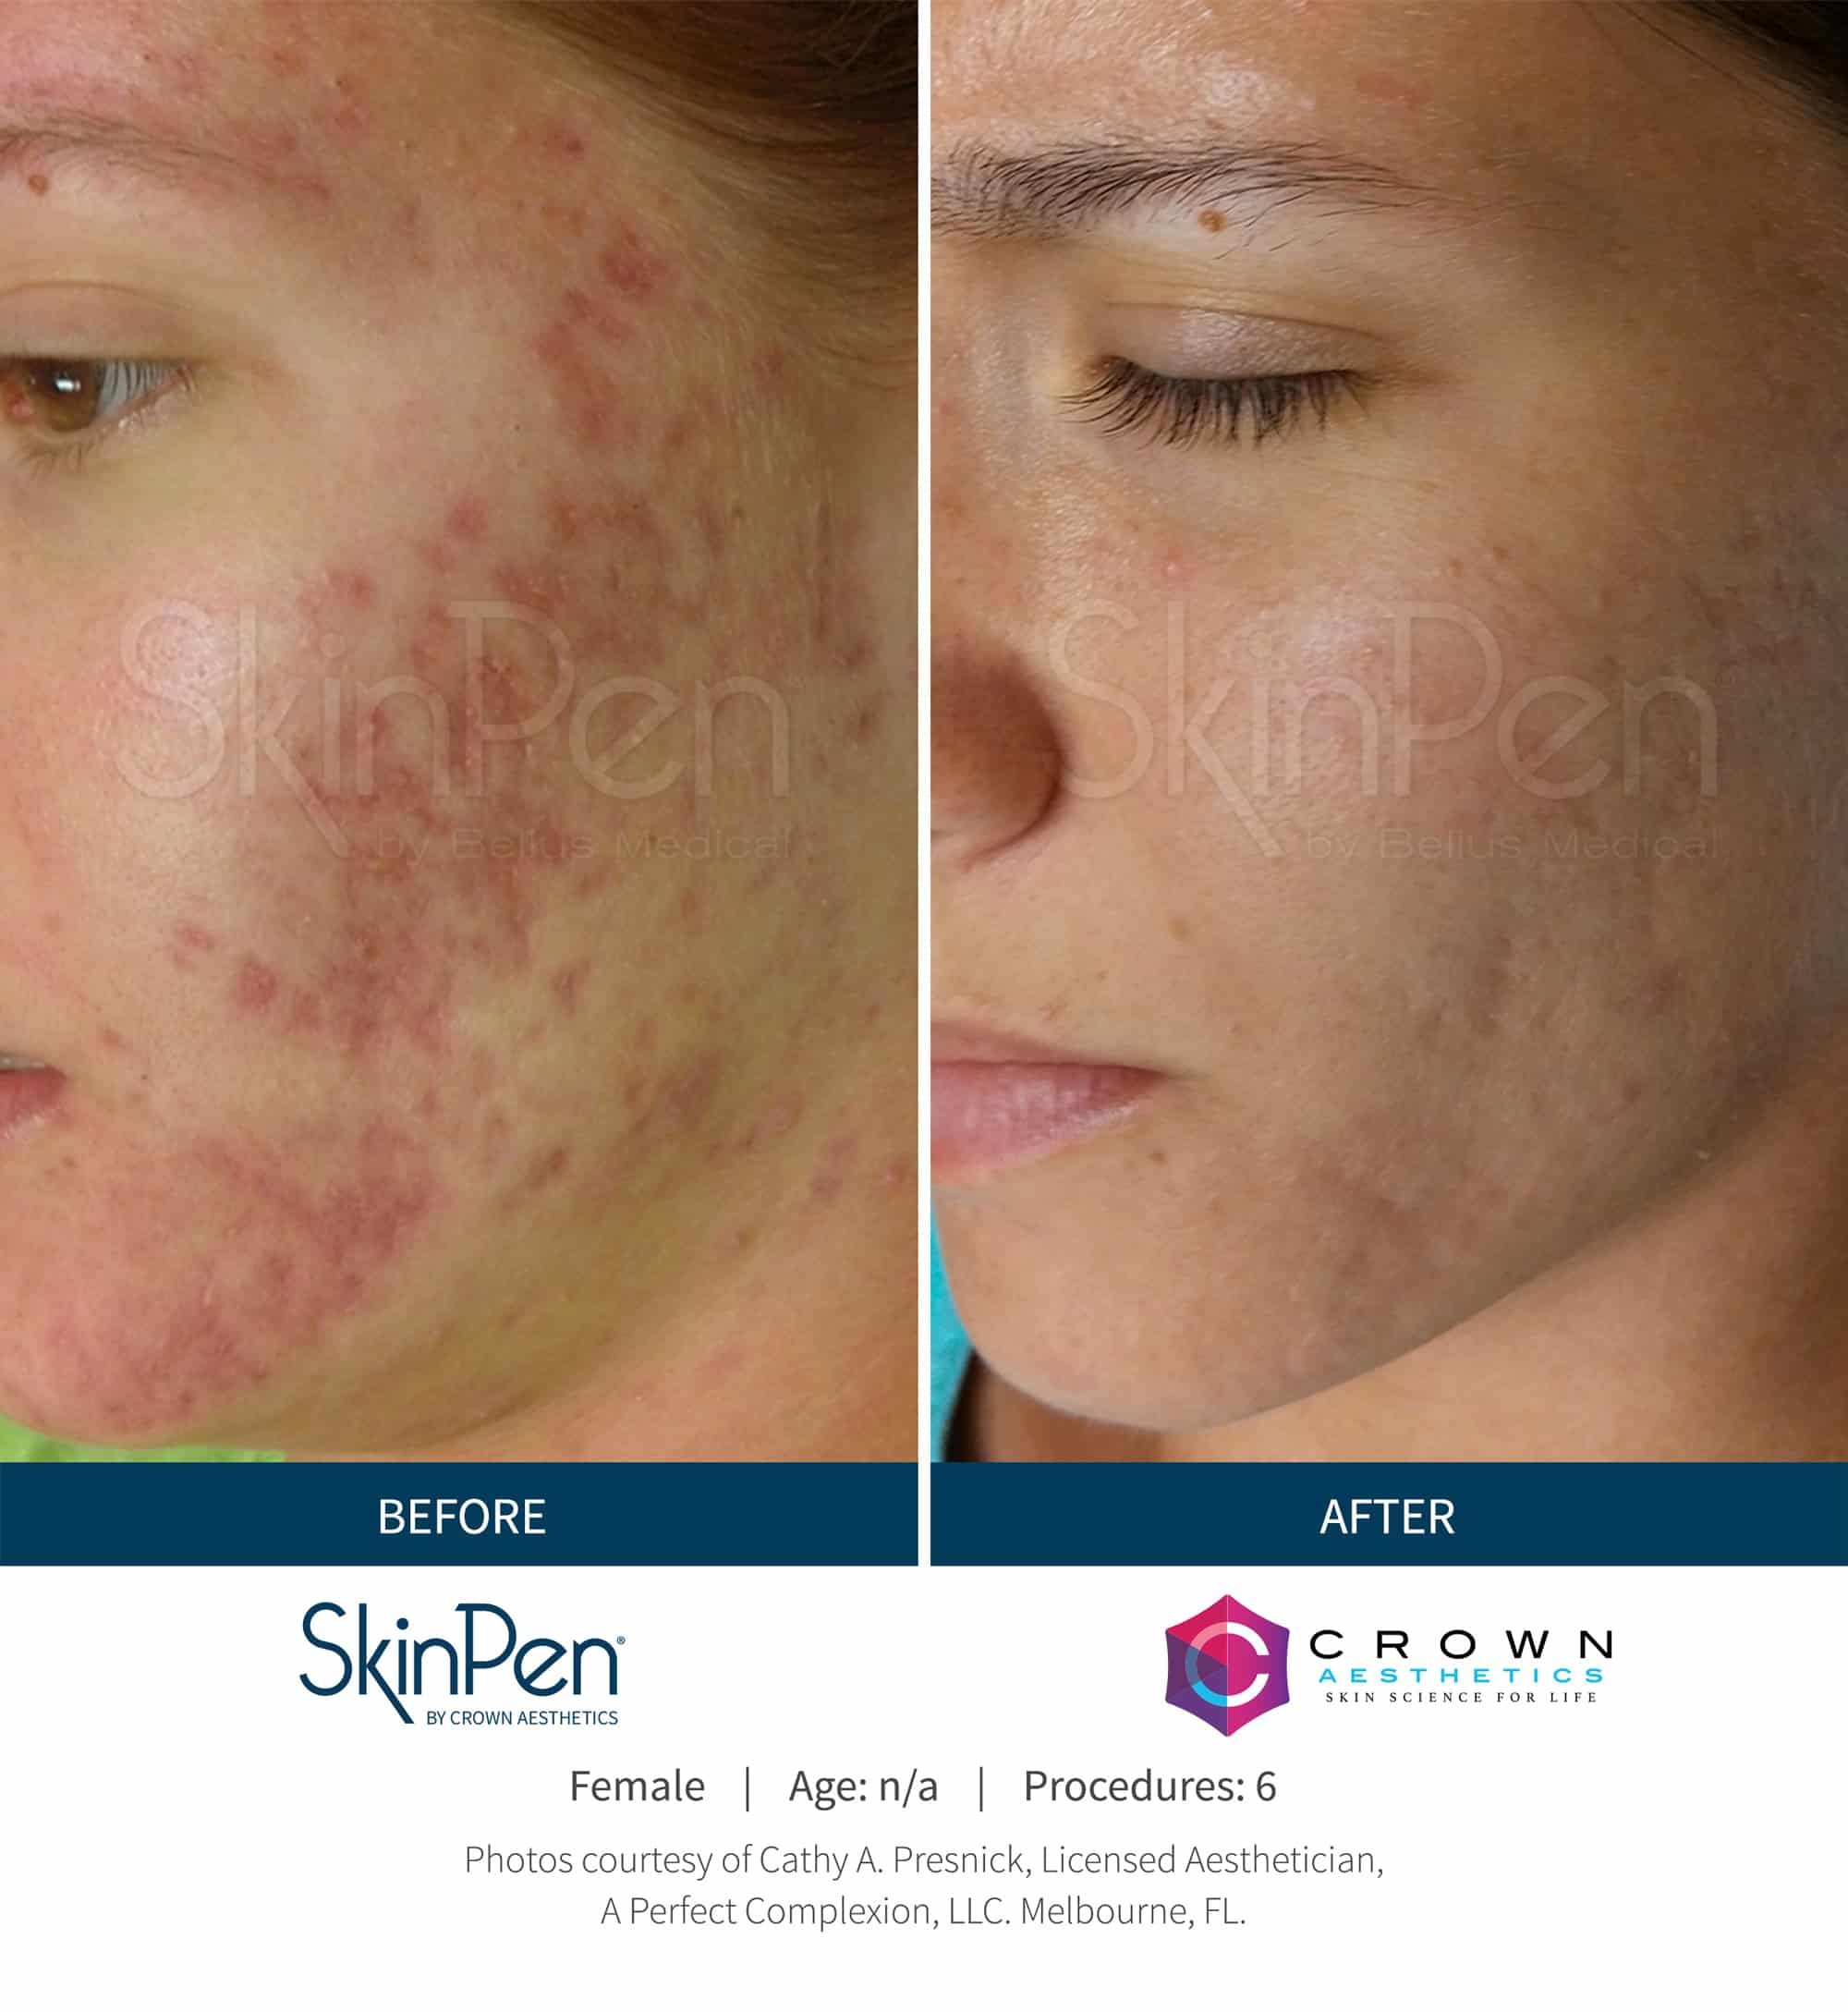 SkinPen
by Bellus Medical
SkinPen
by Bellus Medical
BEFORE
AFTER
SkinPen®
BY CROWN AESTHETICS
C
CROWN
AESTHETICS
SKIN SCIENCE FOR LIFE
Female | Age: n/a | Procedures: 6
Photos courtesy of Cathy A. Presnick, Licensed Aesthetician,
A Perfect Complexion, LLC. Melbourne, FL.